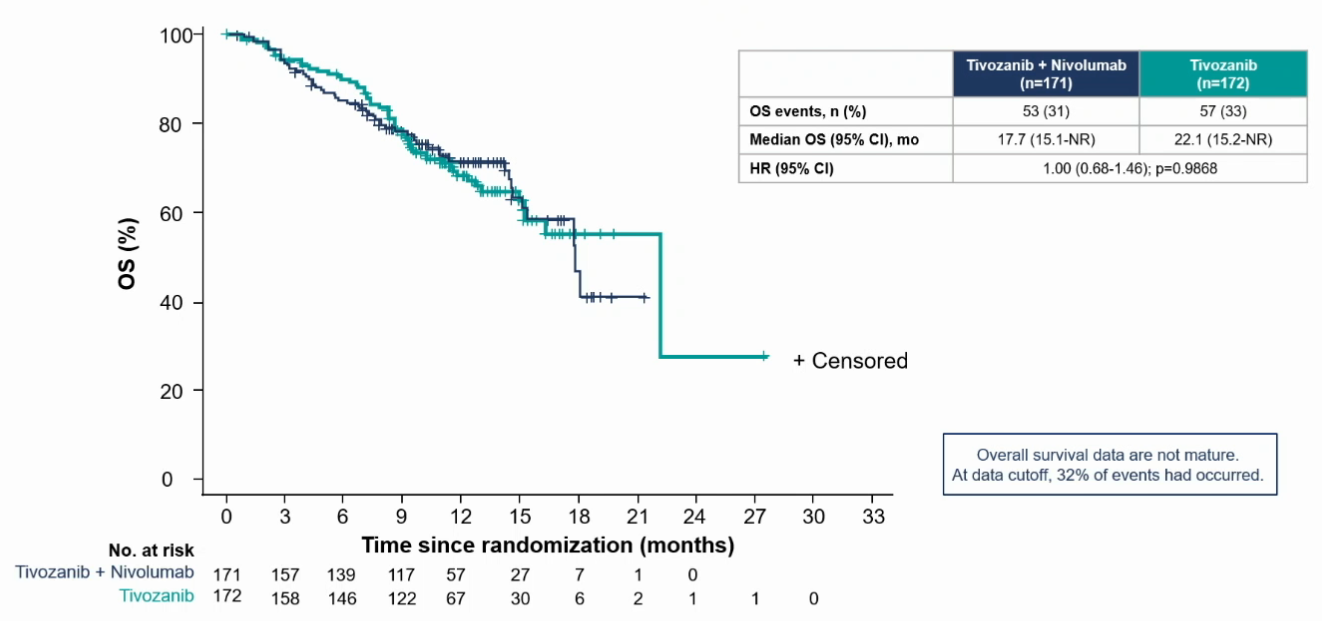 100
80
60
40
20
0
OS (%)
0 3 6 9 12 15 18 21 24 27 30 33
Time since randomization (months)
+ Censored
Tivozanib + Nivolumab (n=171)
Tivozanib (n=172)
OS events, n (%) 53 (31) 57 (33)
Median OS (95% CI), mo 17.7 (15.1-NR) 22.1 (15.2-NR)
HR (95% CI) 1.00 (0.68-1.46); p=0.9868
Overall survival data are not mature.
At data cutoff, 32% of events had occurred.
No. at risk
Tivozanib + Nivolumab 171 157 139 117 57 27 7 1 0
Tivozanib 172 158 146 122 67 30 6 2 1 1 0